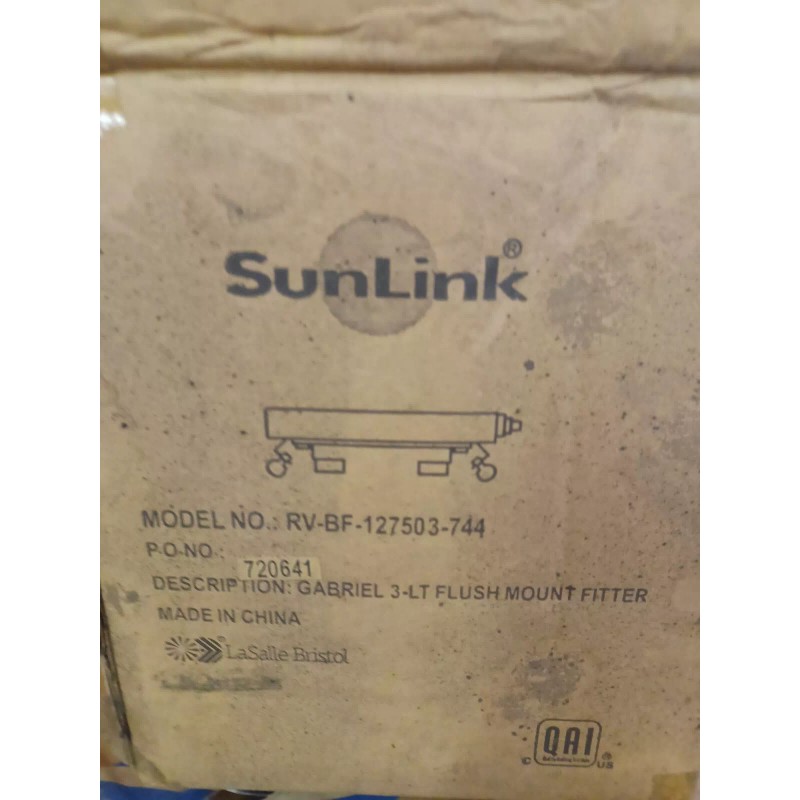 SunLink®
MODEL NO.: RV-BF-127503-744
P.O-NO.:
720641
DESCRIPTION: GABRIEL 3-LT FLUSH MOUNT FITTER
MADE IN CHINA
LaSalle Bristol
QAI ®
C US